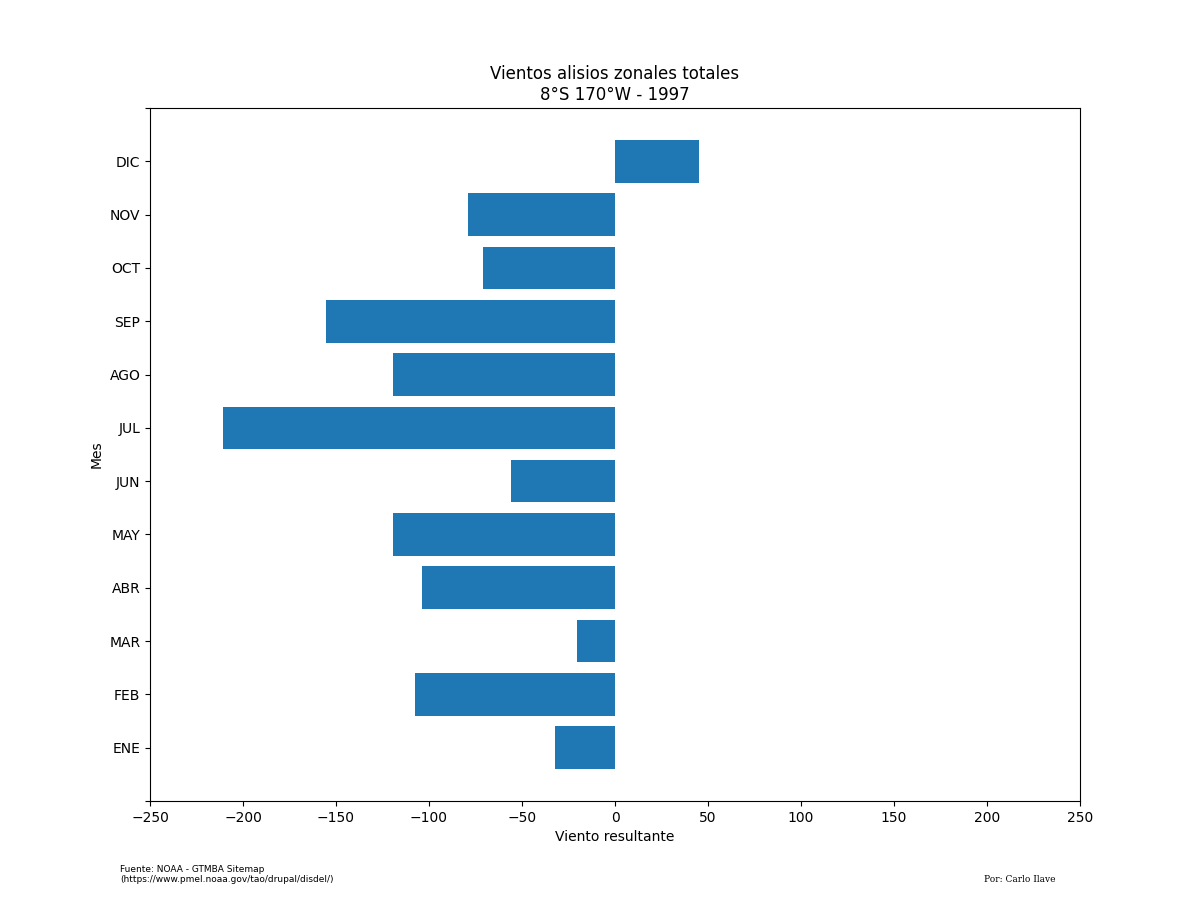 Vientos alisios zonales totales
8°S 170°W - 1997
DIC
NOV
OCT
SEP
AGO
JUL
JUN
MAY
ABR
MAR
FEB
ENE
Mes
−250 −200 −150 −100 −50 0 50 100 150 200 250
Viento resultante
Fuente: NOAA - GTMBA Sitemap
(https://www.pmel.noaa.gov/tao/drupal/disdel/)
Por: Carlo Ilave